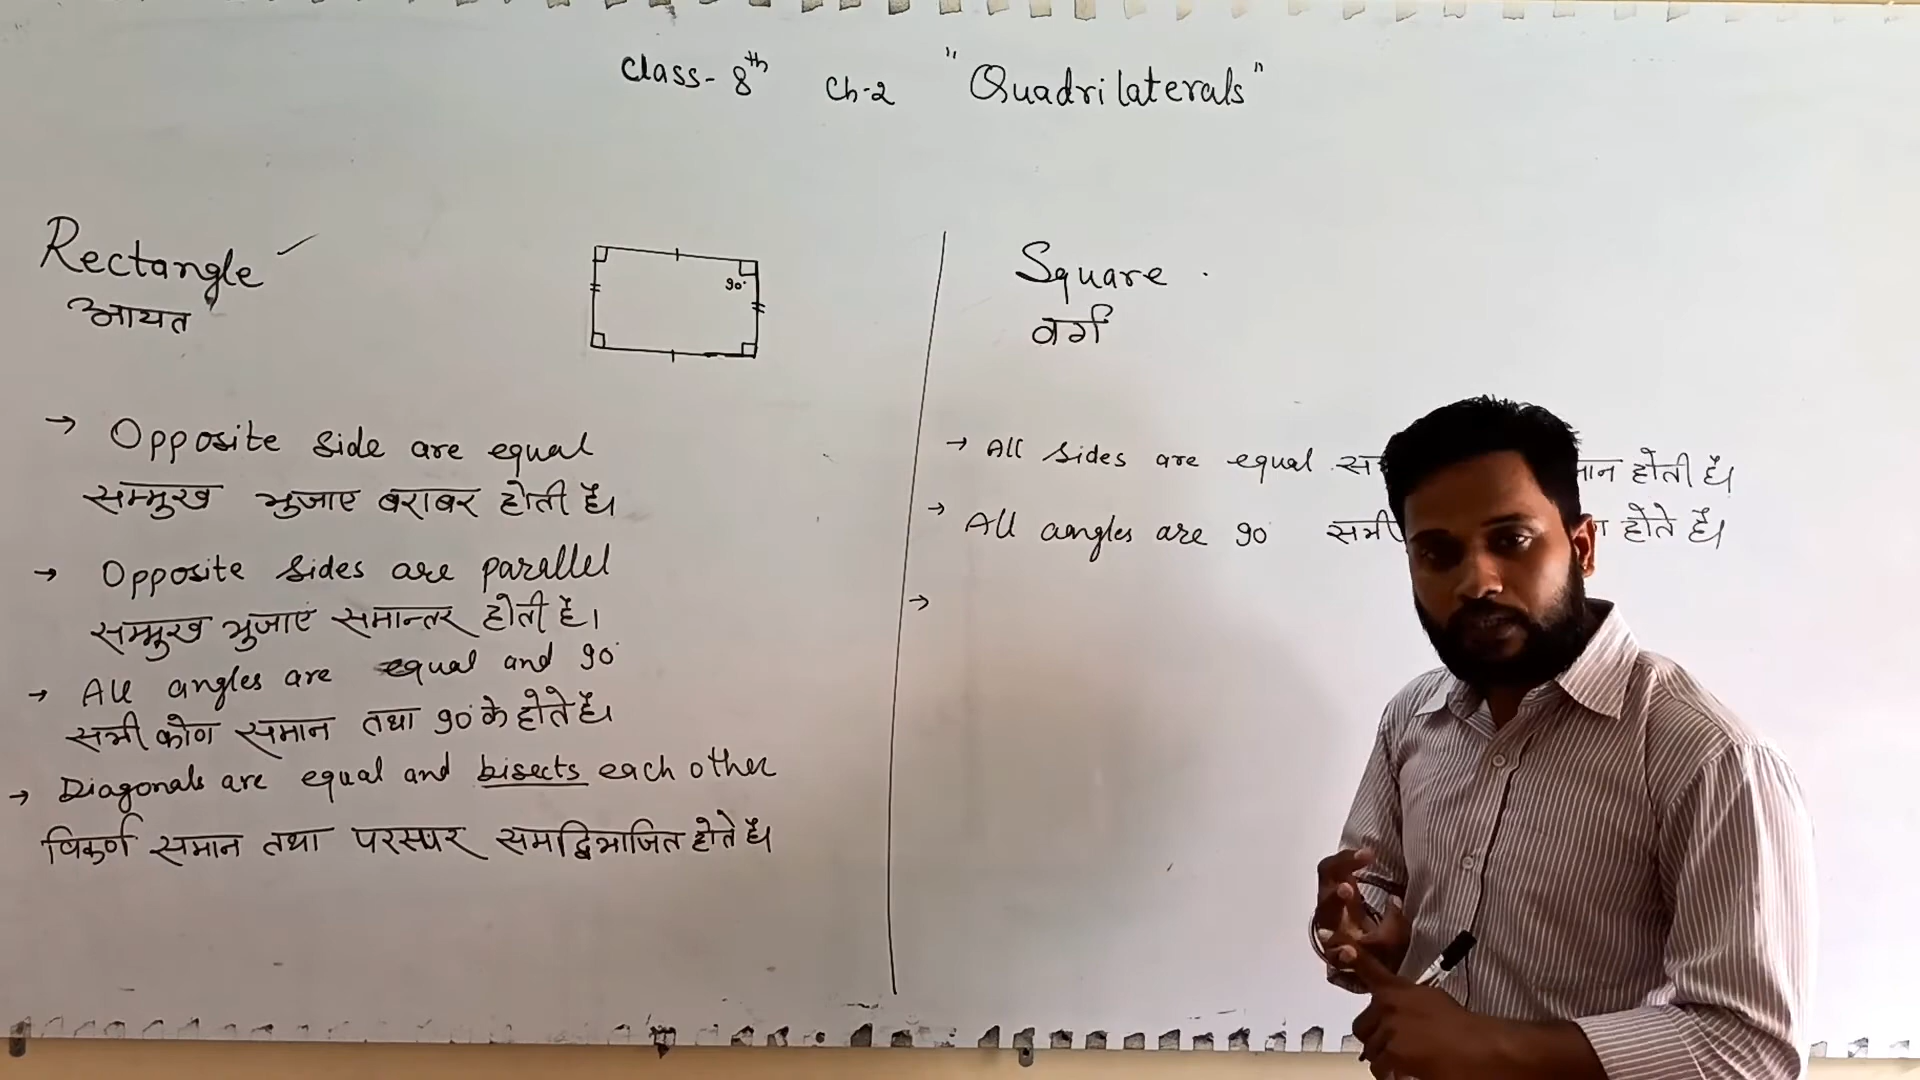 Class-8th Ch-2 "Quadrilaterals"
Rectangle
आयत
90°
→ Opposite side are equal
सम्मुख भुजाए बराबर होती है।
→ Opposite sides are parallel
सम्मुख भुजाएं समान्तर होती है।
→ All angles are equal and 90°
सभी कोण समान तथा 90° के होते है।
→ Diagonals are equal and bisects each other
विकर्ण समान तथा परस्पर समद्विभाजित होते है।
Square
वर्ग
→ All sides are equal होती है।
→ All angles are 90° सभी होते है।
→